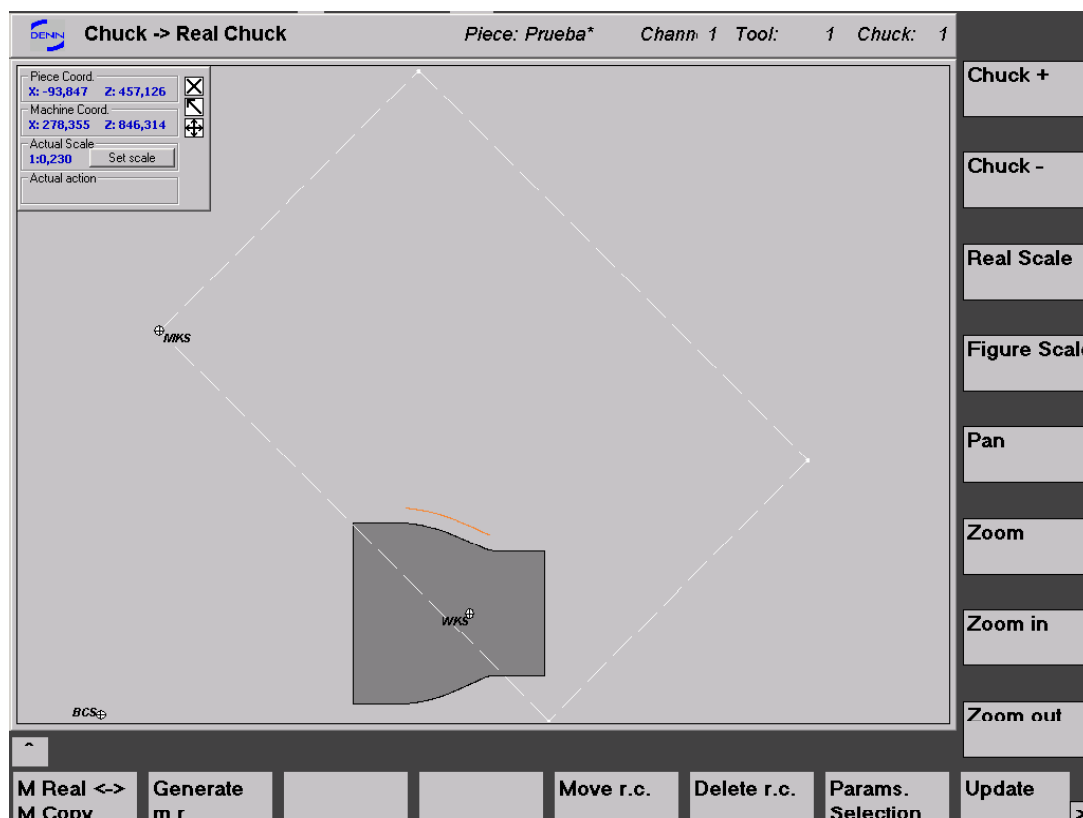 DENN Chuck -> Real Chuck Piece: Prueba* Chann 1 Tool: 1 Chuck: 1
Piece Coord.
X: -93,847 Z: 457,126
Machine Coord.
X: 278,355 Z: 846,314
Actual Scale
1:0,230 Set scale
Actual action
Chuck +
Chuck -
Real Scale
Figure Scale
Pan
Zoom
Zoom in
Zoom out
MKS
WKS
BCS
^
M Real <->
M Copy
Generate
m r
Move r.c.
Delete r.c.
Params.
Selection
Update
>